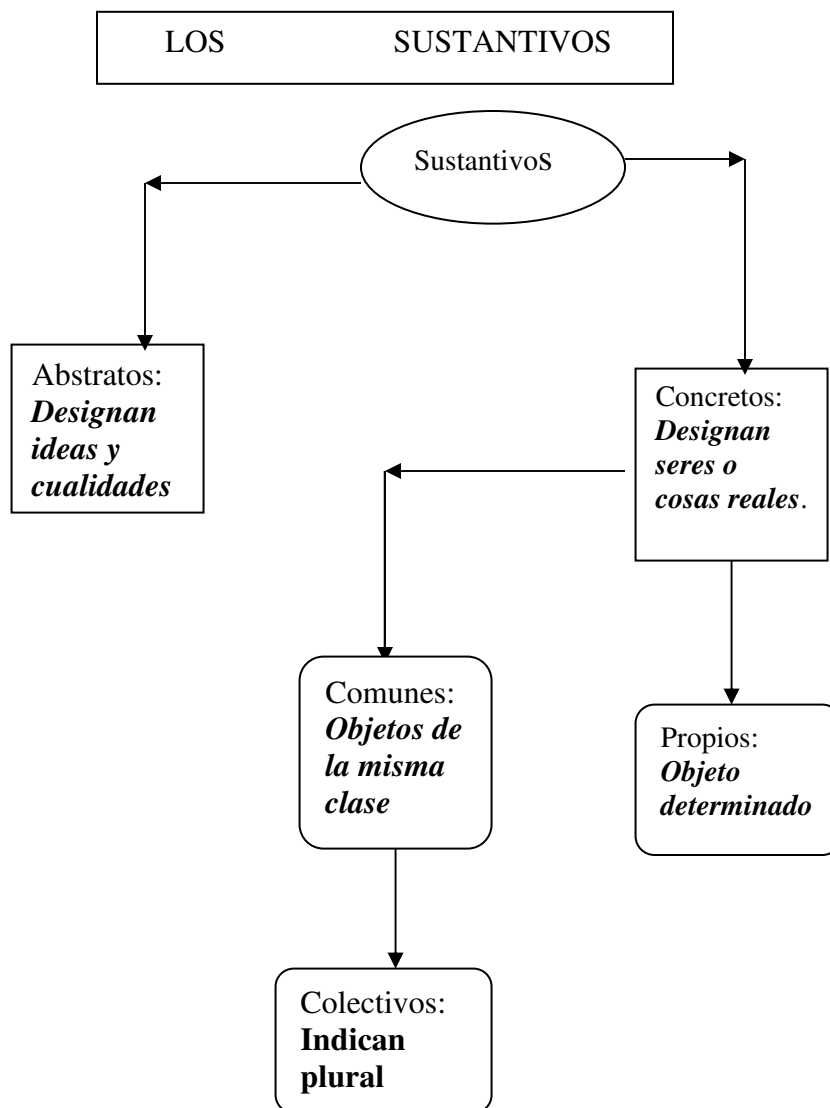 LOS SUSTANTIVOS
SustantivoS
Abstratos:
Designan
ideas y
cualidades
Concretos:
Designan
seres o
cosas reales.
Comunes:
Objetos de
la misma
clase
Propios:
Objeto
determinado
Colectivos:
Indican
plural